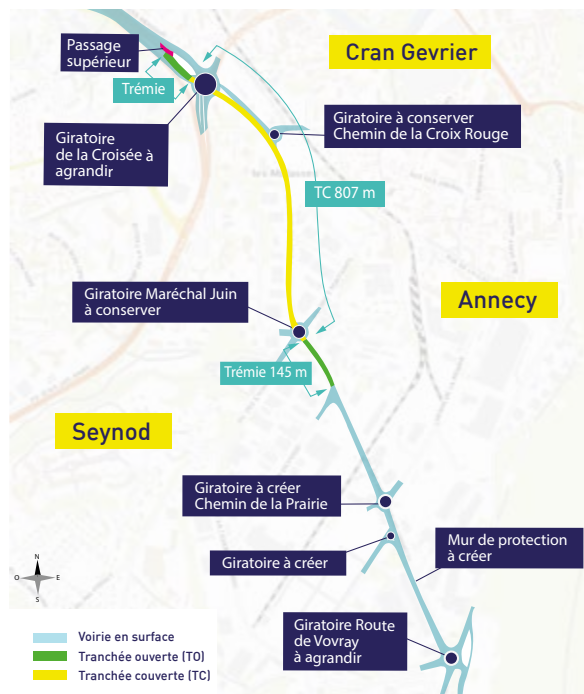 Passage
supérieur
Cran Gevrier
Trémie
Giratoire
de la Croisée à
agrandir
Giratoire à conserver
Chemin de la Croix Rouge
TC 807 m
Giratoire Maréchal Juin
à conserver
Annecy
Trémie 145 m
Seynod
Giratoire à créer
Chemin de la Prairie
Giratoire à créer
Mur de protection
à créer
Giratoire Route
de Vovray
à agrandir
N
O
E
S
Voirie en surface
Tranchée ouverte (TO)
Tranchée couverte (TC)